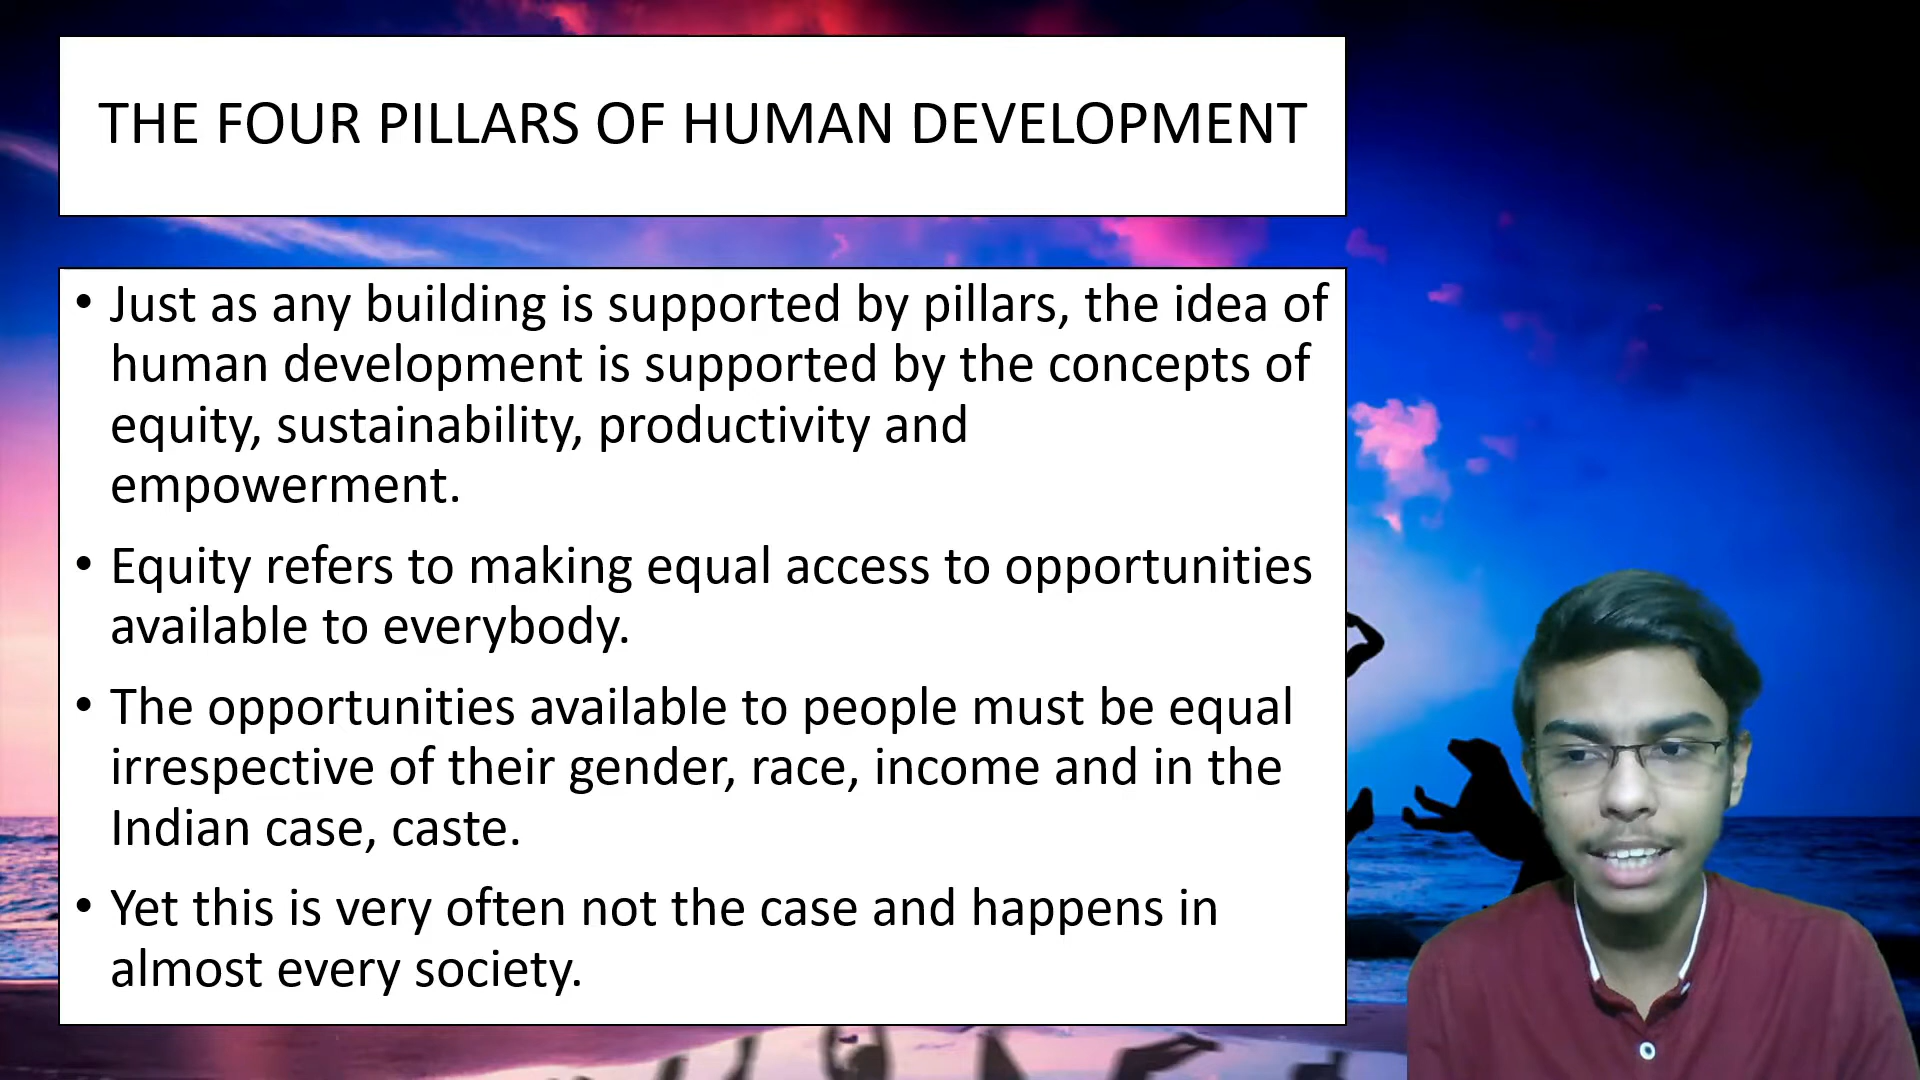 THE FOUR PILLARS OF HUMAN DEVELOPMENT
• Just as any building is supported by pillars, the idea of
human development is supported by the concepts of
equity, sustainability, productivity and
empowerment.
• Equity refers to making equal access to opportunities
available to everybody.
• The opportunities available to people must be equal
irrespective of their gender, race, income and in the
Indian case, caste.
• Yet this is very often not the case and happens in
almost every society.